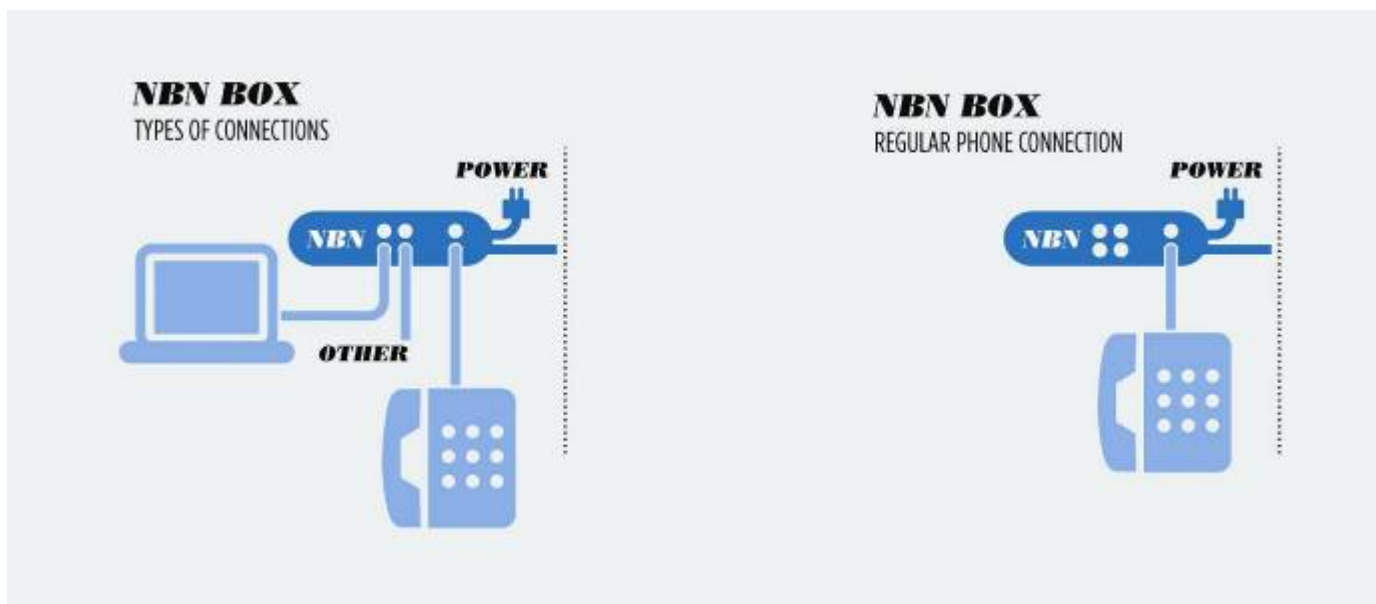 NBN BOX
TYPES OF CONNECTIONS
POWER
NBN
OTHER
NBN BOX
REGULAR PHONE CONNECTION
POWER
NBN